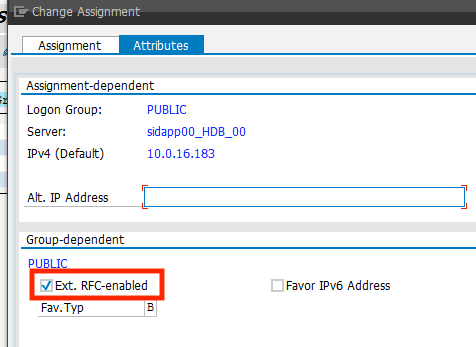 Change Assignment
Assignment Attributes
Assignment-dependent
Logon Group: PUBLIC
Server: sidapp00_HDB_00
IPv4 (Default) 10.0.16.183
Alt. IP Address
Group-dependent
PUBLIC
Ext. RFC-enabled Favor IPv6 Address
Fav.Typ B